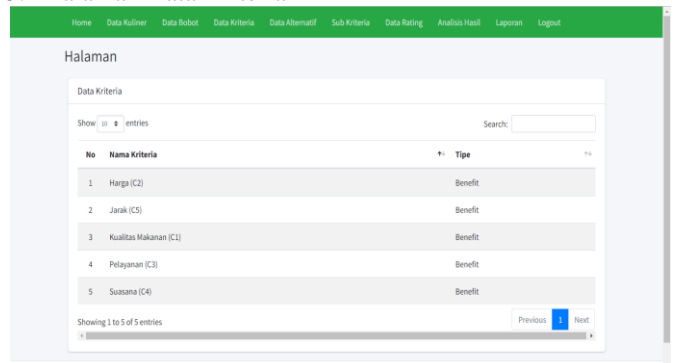 Home Data Kuliner Data Bobot Data Kriteria Data Alternatif Sub Kriteria Data Rating Analisis Hasil Laporan Logout
Halaman
Data Kriteria
Show 10 entries Search:
No Nama Kriteria Tipe
1 Harga (C2) Benefit
2 Jarak (C5) Benefit
3 Kualitas Makanan (C1) Benefit
4 Pelayanan (C3) Benefit
5 Suasana (C4) Benefit
Showing 1 to 5 of 5 entries Previous 1 Next